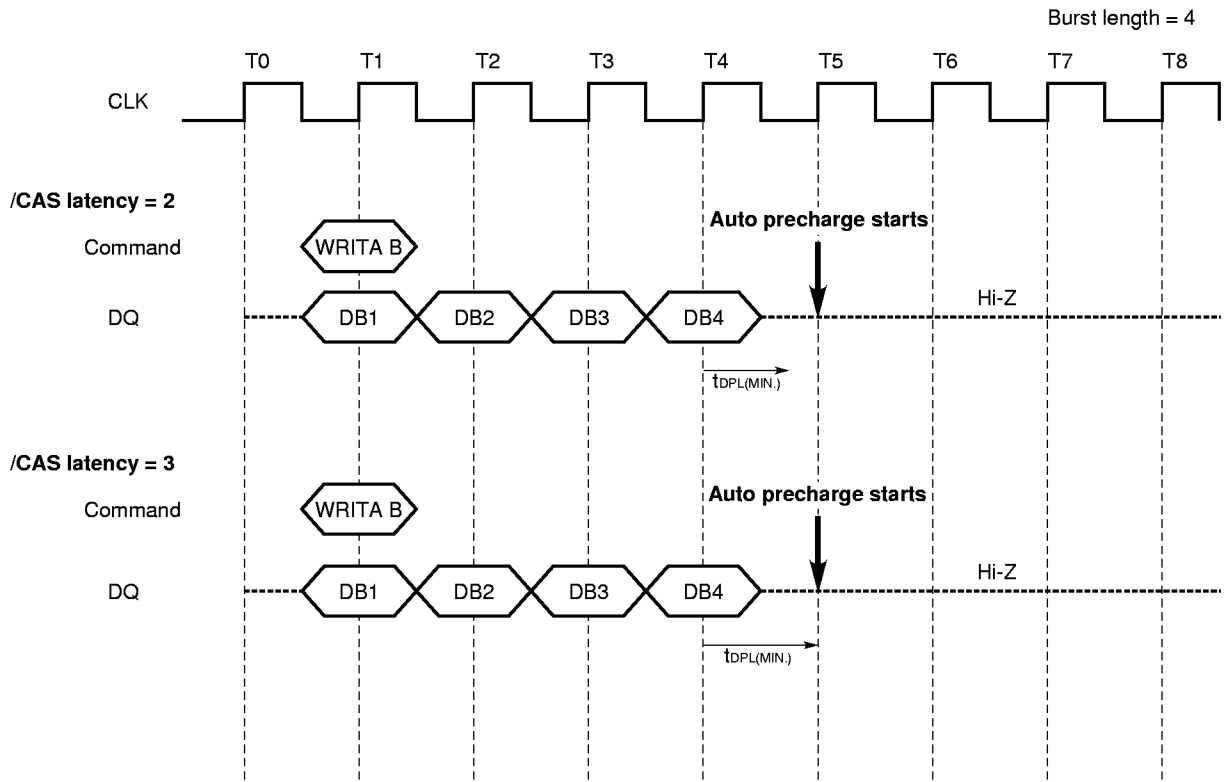 Burst length = 4
T0 T1 T2 T3 T4 T5 T6 T7 T8
CLK
/CAS latency = 2
Auto precharge starts
Command WRITA B
Hi-Z
DQ DB1 DB2 DB3 DB4
tDPL(MIN.)
/CAS latency = 3
Auto precharge starts
Command WRITA B
Hi-Z
DQ DB1 DB2 DB3 DB4
tDPL(MIN.)